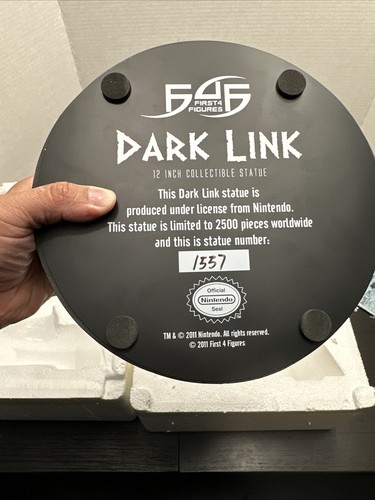 FIRST4
FIGURES
DARK LINK
12 INCH COLLECTIBLE STATUE
This Dark Link statue is
produced under license from Nintendo.
This statue is limited to 2500 pieces worldwide
and this is statue number:
1337
Official
Nintendo
Seal
TM & © 2011 Nintendo. All rights reserved.
© 2011 First 4 Figures